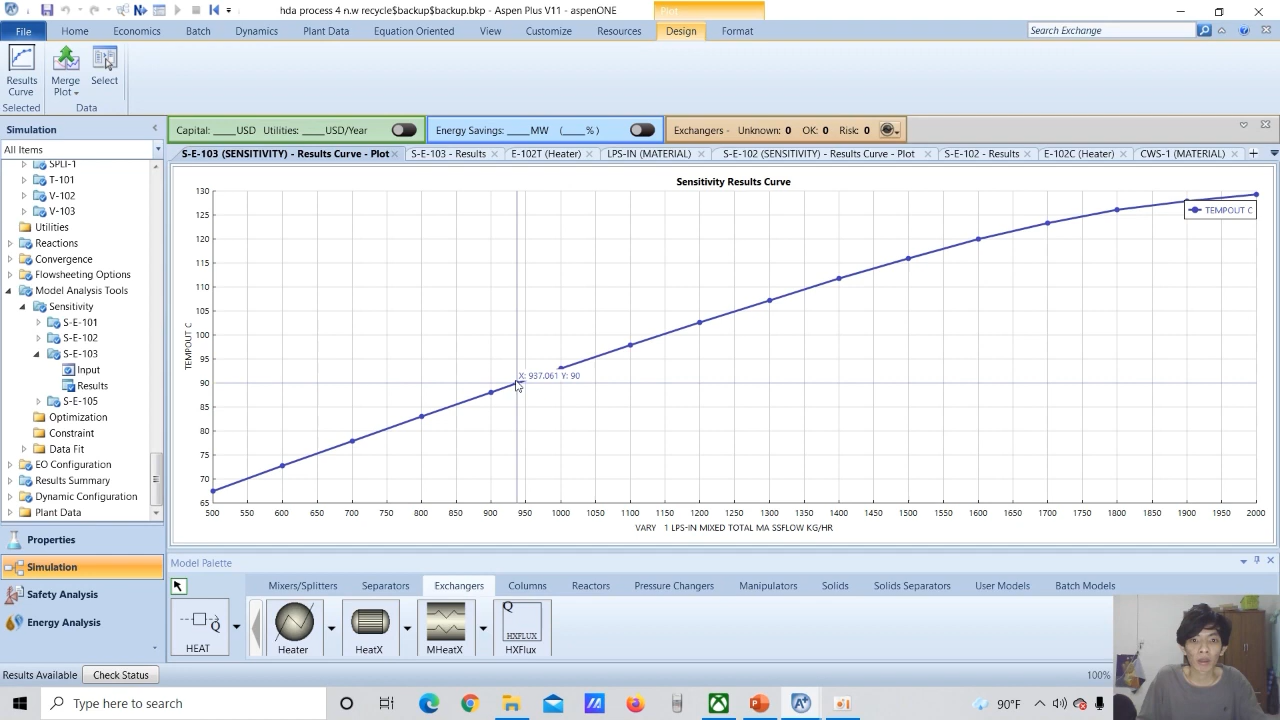 hda process 4 n.w recycle$backup$backup.bkp - Aspen Plus V11 - aspenONE
Plot
File Home Economics Batch Dynamics Plant Data Equation Oriented View Customize Resources Design Format Search Exchange
Results Curve
Merge Plot
Select
Selected
Data
Simulation
Capital: ____USD Utilities: ____USD/Year
Energy Savings: ____MW (____%)
Exchangers - Unknown: 0 OK: 0 Risk: 0
All Items
S-E-103 (SENSITIVITY) - Results Curve - Plot
S-E-103 - Results
E-102T (Heater)
LPS-IN (MATERIAL)
S-E-102 (SENSITIVITY) - Results Curve - Plot
S-E-102 - Results
E-102C (Heater)
CWS-1 (MATERIAL)
SPLI-1
T-101
V-102
V-103
Utilities
Reactions
Convergence
Flowsheeting Options
Model Analysis Tools
Sensitivity
S-E-101
S-E-102
S-E-103
Input
Results
S-E-105
Optimization
Constraint
Data Fit
EO Configuration
Results Summary
Dynamic Configuration
Plant Data
Properties
Simulation
Safety Analysis
Energy Analysis
Sensitivity Results Curve
TEMPOUT C
130
125
120
115
110
105
100
95
90
85
80
75
70
65
TEMPOUT C
X: 937.061 Y: 90
500 550 600 650 700 750 800 850 900 950 1000 1050 1100 1150 1200 1250 1300 1350 1400 1450 1500 1550 1600 1650 1700 1750 1800 1850 1900 1950 2000
VARY 1 LPS-IN MIXED TOTAL MA SSFLOW KG/HR
Model Palette
Mixers/Splitters Separators Exchangers Columns Reactors Pressure Changers Manipulators Solids Solids Separators User Models Batch Models
Q
HEAT
Heater
HeatX
MHeatX
Q
HXFLUX
HXFlux
Results Available Check Status
100%
Type here to search
90°F